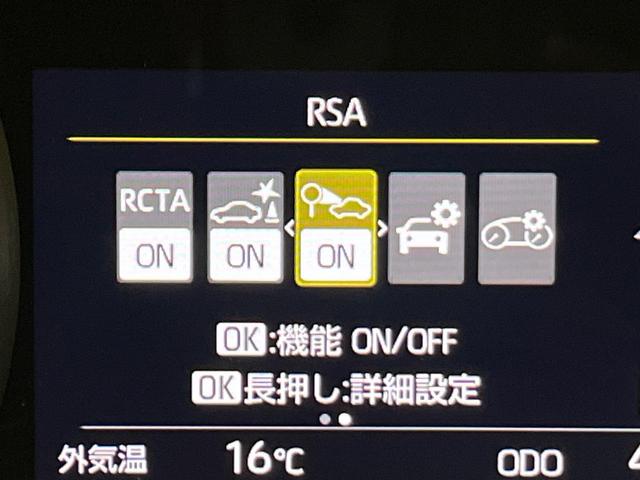 RSA
RCTA
ON ON ON
OK:機能 ON/OFF
OK長押し:詳細設定
外気温 16℃ ODO